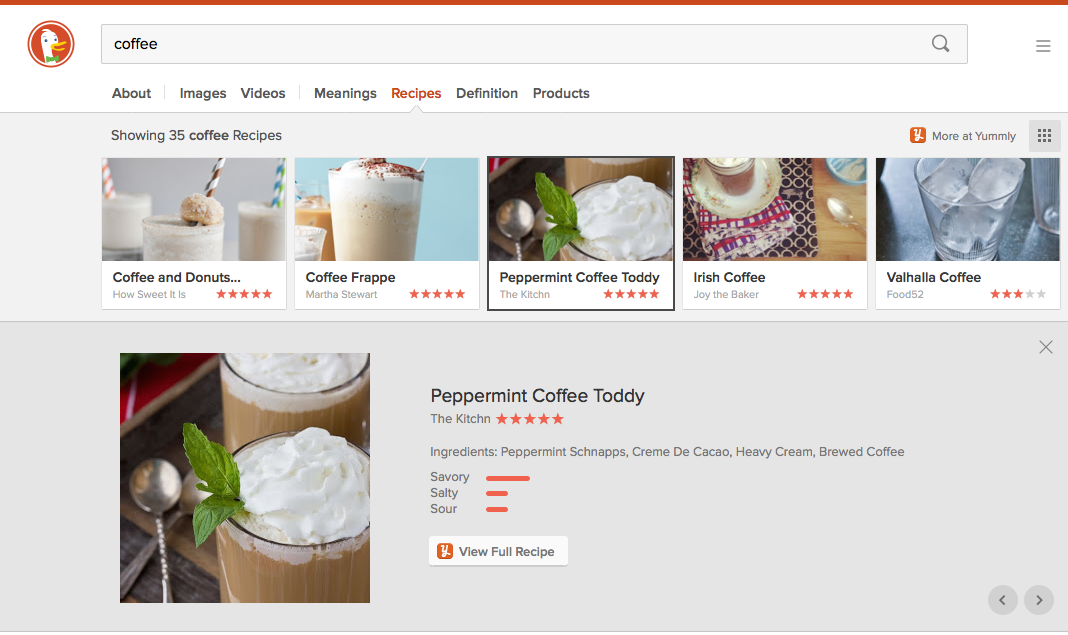 coffee
About Images Videos Meanings Recipes Definition Products
Showing 35 coffee Recipes More at Yummly
Coffee and Donuts... Coffee Frappe Peppermint Coffee Toddy Irish Coffee Valhalla Coffee
How Sweet It Is Martha Stewart The Kitchn Joy the Baker Food52
Peppermint Coffee Toddy
The Kitchn
Ingredients: Peppermint Schnapps, Creme De Cacao, Heavy Cream, Brewed Coffee
Savory
Salty
Sour
View Full Recipe